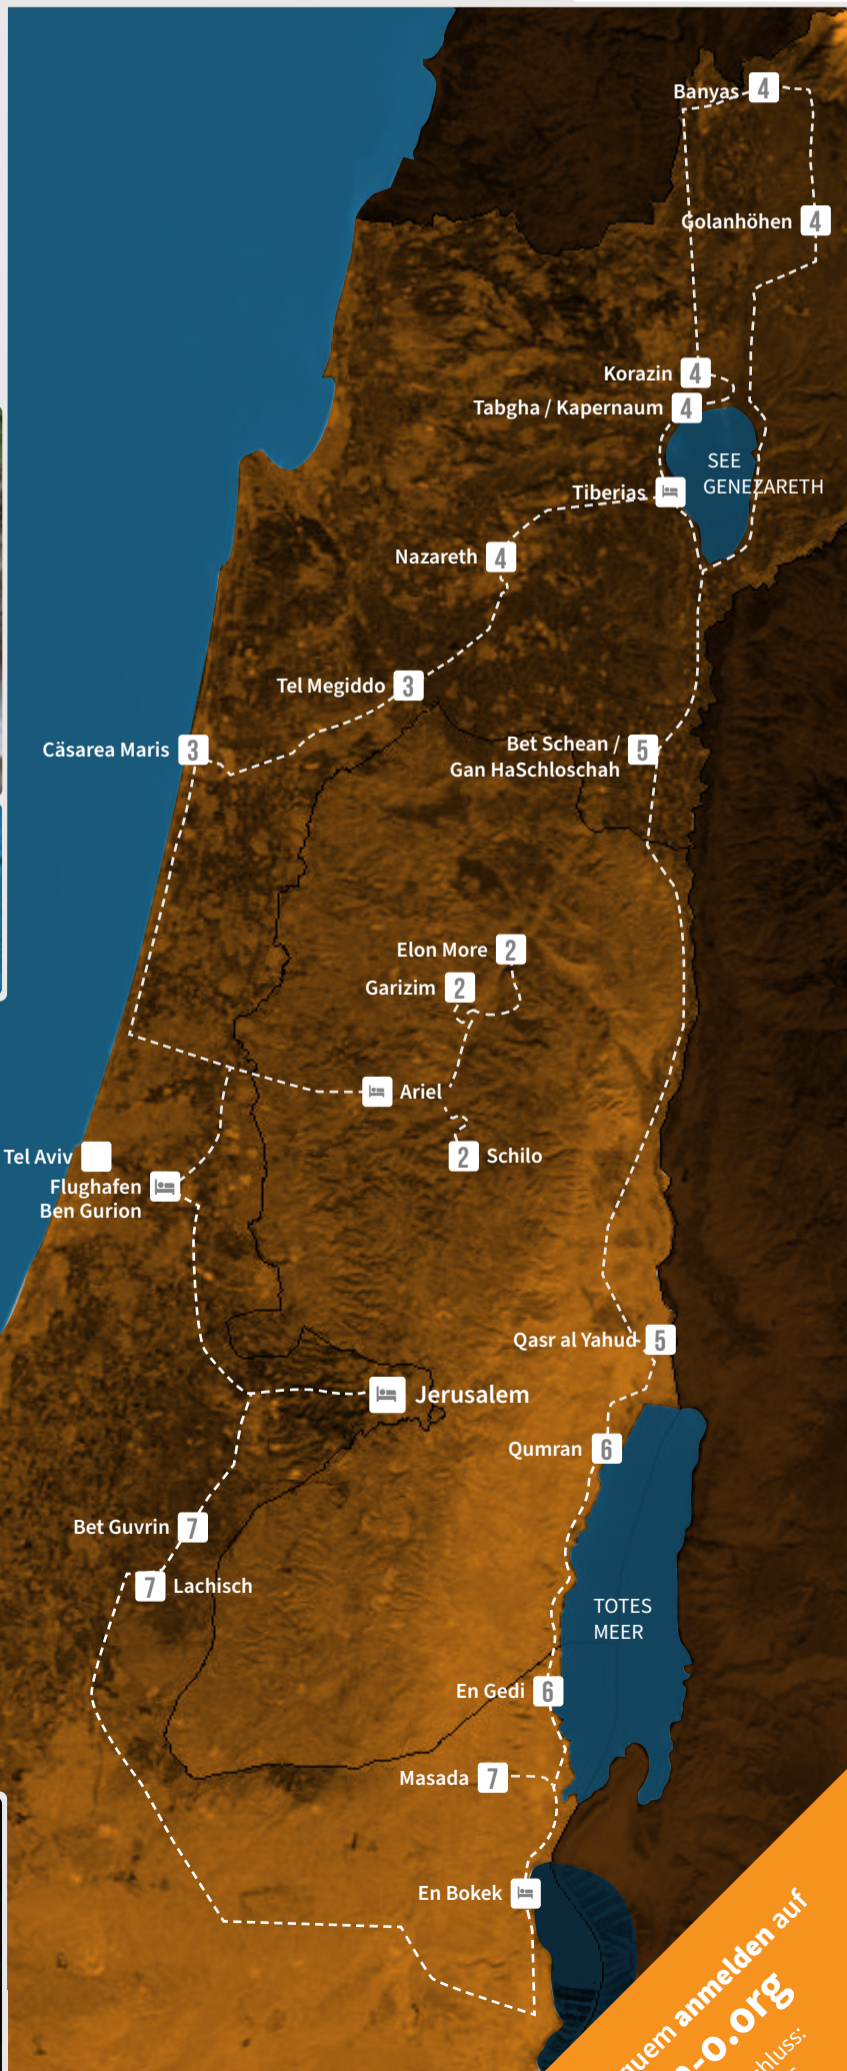 Banyas 4
Golanhöhen 4
Korazin 4
Tabgha / Kapernaum 4
SEE
GENEZARETH
Tiberias
Nazareth 4
Tel Megiddo 3
Cäsarea Maris 3
Bet Schean / 5
Gan HaSchloschah
Elon More 2
Garizim 2
Ariel
Tel Aviv
2 Schilo
Flughafen
Ben Gurion
Qasr al Yahud 5
Jerusalem
Qumran 6
Bet Guvrin 7
7 Lachisch
TOTES
MEER
En Gedi 6
Masada 7
En Bokek
anmelden auf
-o.org